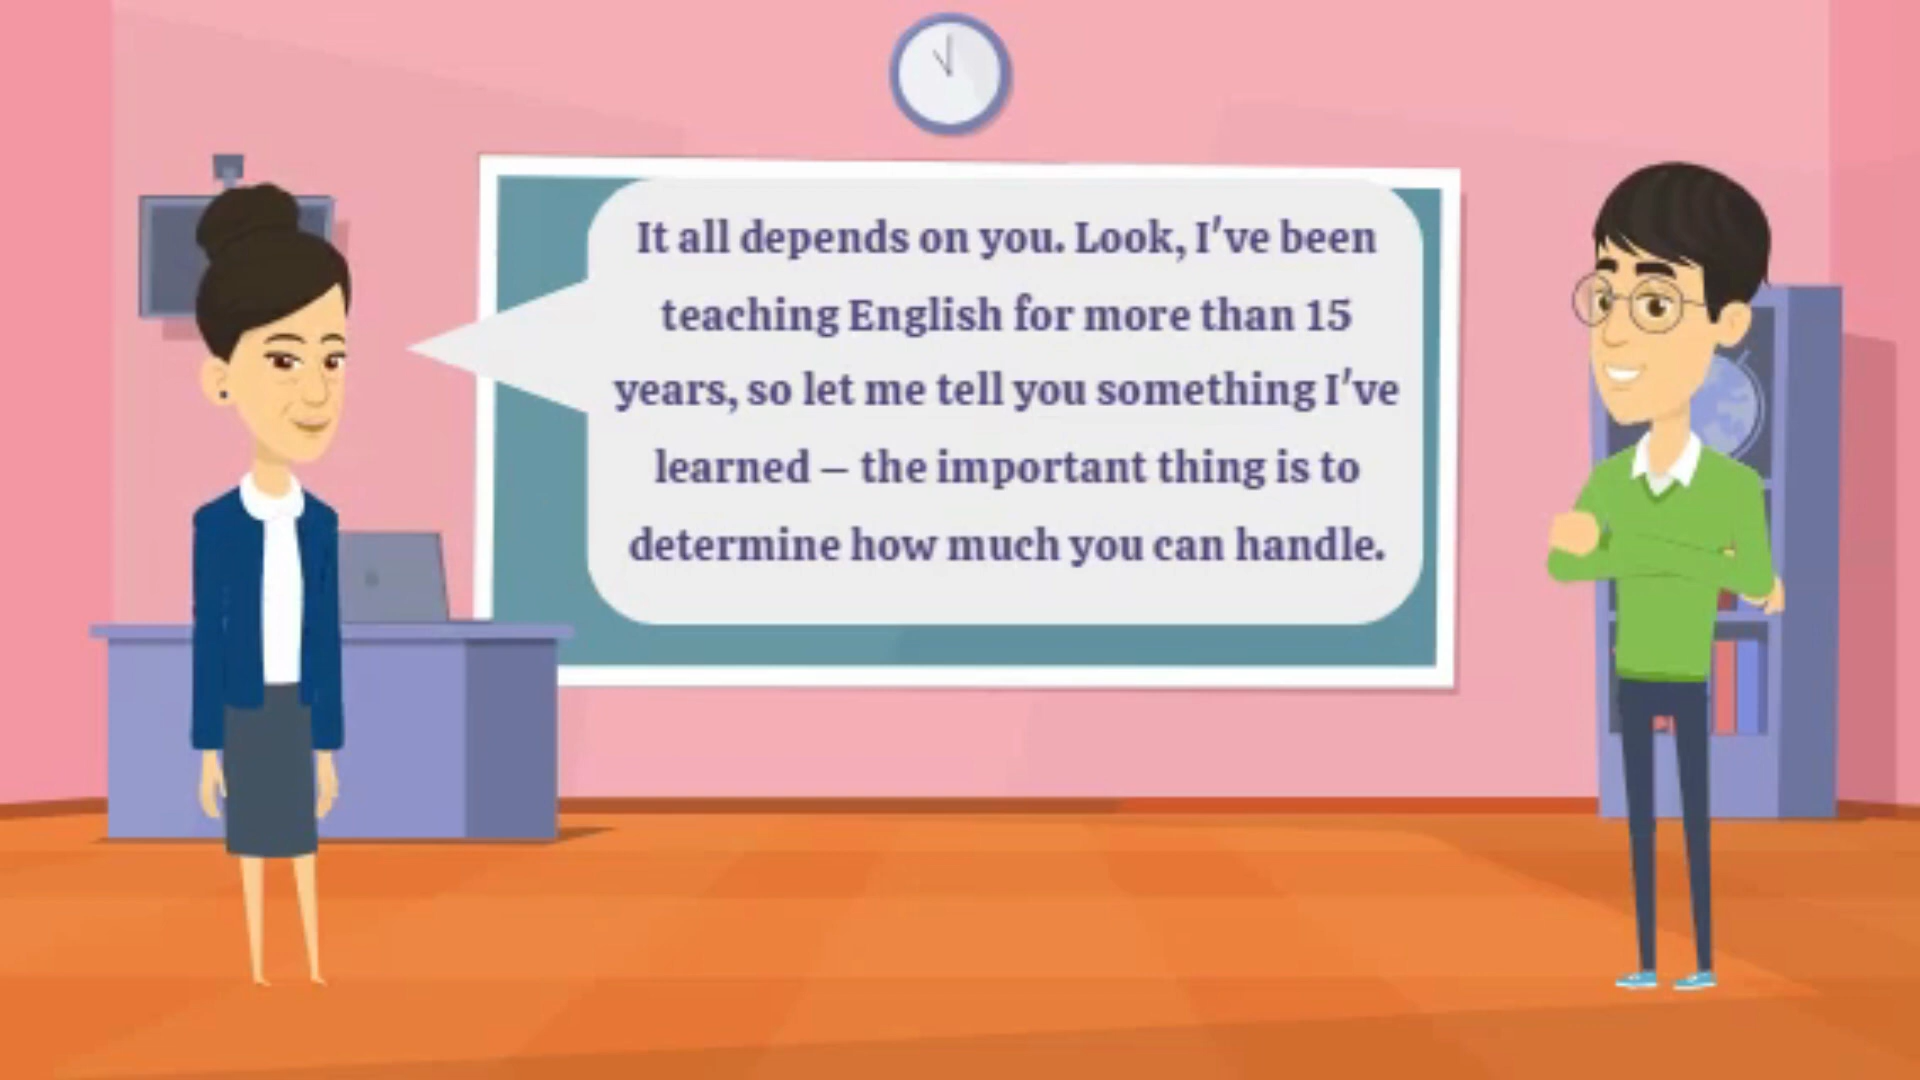 It all depends on you. Look, I've been
teaching English for more than 15
years, so let me tell you something I've
learned – the important thing is to
determine how much you can handle.